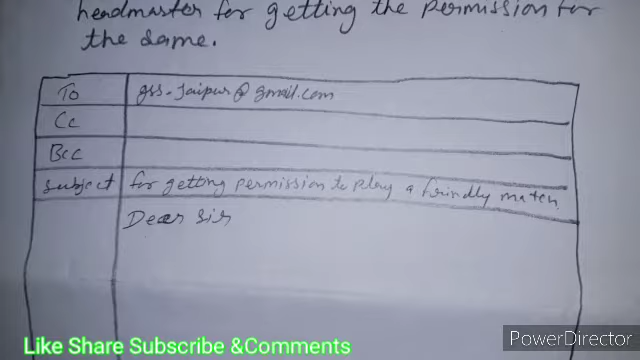 headmaster for getting the permission for
the same.
To gss-jaipur@gmail.com
Cc
Bcc
Subject for getting permission to play a frindly match
Dear Sir
Like Share Subscribe &Comments
PowerDirector